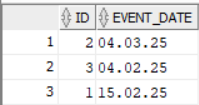 ID EVENT_DATE
1 2 04.03.25
2 3 04.02.25
3 1 15.02.25